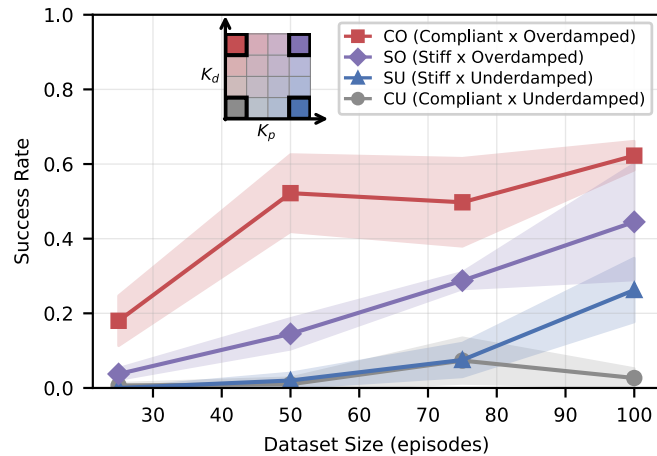 1.0
0.8
0.6
0.4
0.2
0.0
Success Rate
K_d
K_p
CO (Compliant x Overdamped)
SO (Stiff x Overdamped)
SU (Stiff x Underdamped)
CU (Compliant x Underdamped)
30 40 50 60 70 80 90 100
Dataset Size (episodes)